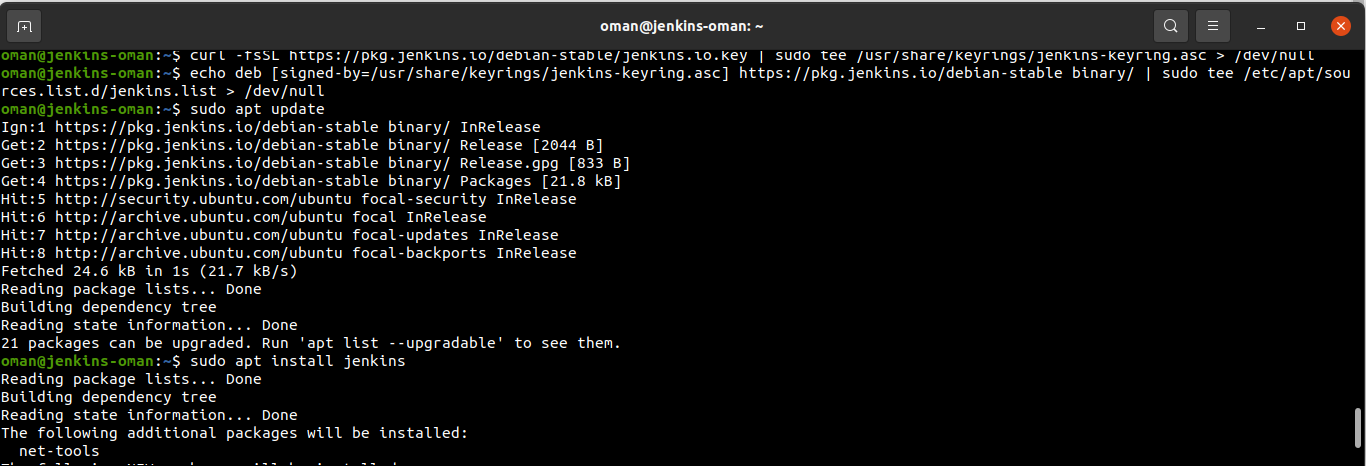 oman@jenkins-oman: ~
oman@jenkins-oman:~$ curl -fsSL https://pkg.jenkins.io/debian-stable/jenkins.io.key | sudo tee /usr/share/keyrings/jenkins-keyring.asc > /dev/null
oman@jenkins-oman:~$ echo deb [signed-by=/usr/share/keyrings/jenkins-keyring.asc] https://pkg.jenkins.io/debian-stable binary/ | sudo tee /etc/apt/sou
rces.list.d/jenkins.list > /dev/null
oman@jenkins-oman:~$ sudo apt update
Ign:1 https://pkg.jenkins.io/debian-stable binary/ InRelease
Get:2 https://pkg.jenkins.io/debian-stable binary/ Release [2044 B]
Get:3 https://pkg.jenkins.io/debian-stable binary/ Release.gpg [833 B]
Get:4 https://pkg.jenkins.io/debian-stable binary/ Packages [21.8 kB]
Hit:5 http://security.ubuntu.com/ubuntu focal-security InRelease
Hit:6 http://archive.ubuntu.com/ubuntu focal InRelease
Hit:7 http://archive.ubuntu.com/ubuntu focal-updates InRelease
Hit:8 http://archive.ubuntu.com/ubuntu focal-backports InRelease
Fetched 24.6 kB in 1s (21.7 kB/s)
Reading package lists... Done
Building dependency tree
Reading state information... Done
21 packages can be upgraded. Run 'apt list --upgradable' to see them.
oman@jenkins-oman:~$ sudo apt install jenkins
Reading package lists... Done
Building dependency tree
Reading state information... Done
The following additional packages will be installed:
net-tools